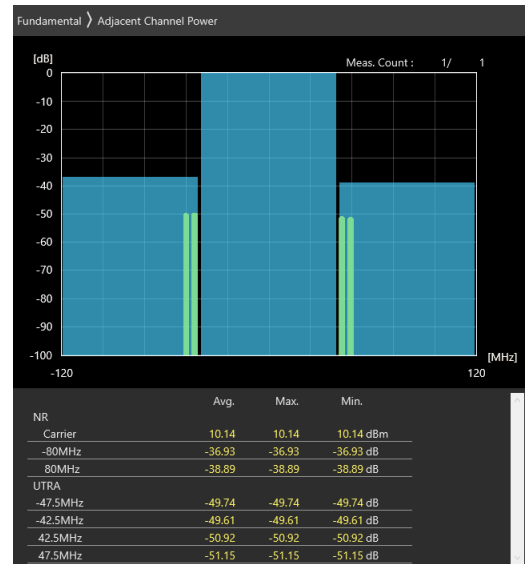 Fundamental 〉 Adjacent Channel Power
[dB]
Meas. Count : 1/ 1
0
-10
-20
-30
-40
-50
-60
-70
-80
-90
-100
[MHz]
-120 120
Avg. Max. Min.
NR
Carrier 10.14 10.14 10.14 dBm
-80MHz -36.93 -36.93 -36.93 dB
80MHz -38.89 -38.89 -38.89 dB
UTRA
-47.5MHz -49.74 -49.74 -49.74 dB
-42.5MHz -49.61 -49.61 -49.61 dB
42.5MHz -50.92 -50.92 -50.92 dB
47.5MHz -51.15 -51.15 -51.15 dB